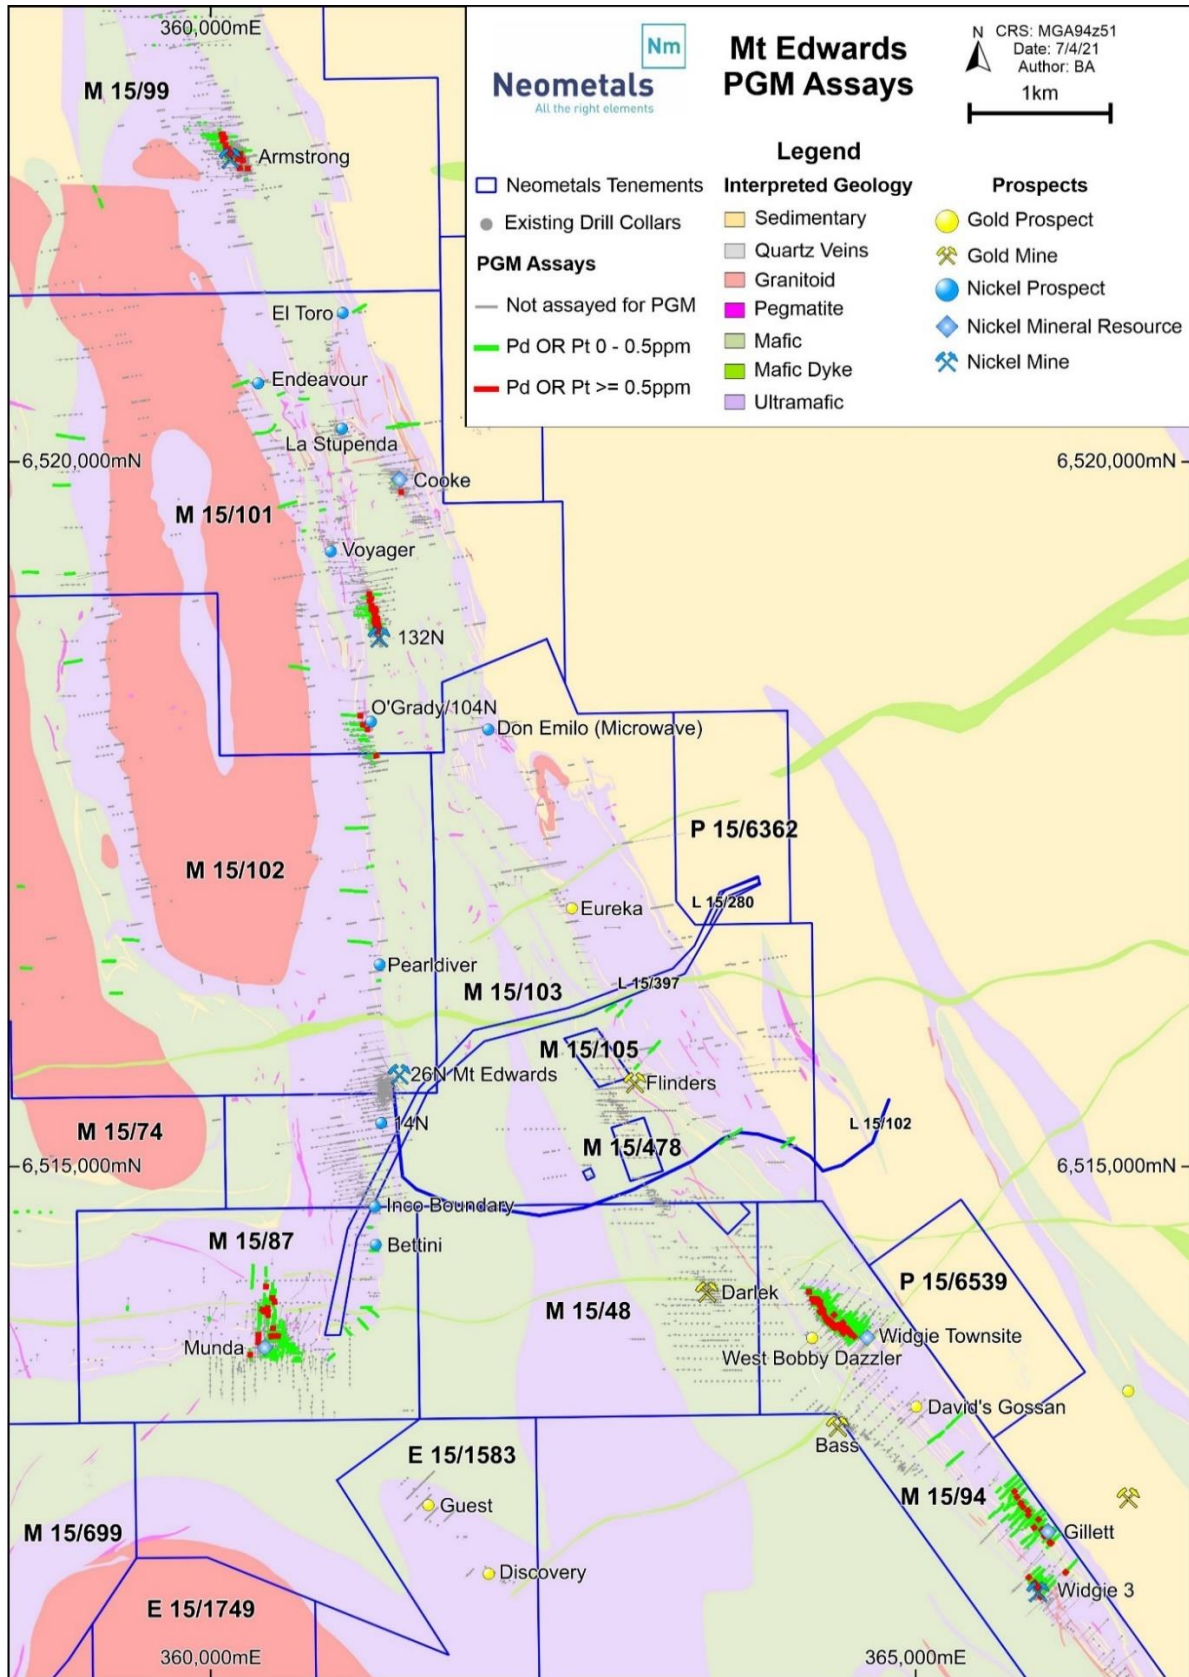 360,000mE
Nm
Neometals
All the right elements
Mt Edwards
PGM Assays
N
CRS: MGA94z51
Date: 7/4/21
Author: BA
1km
Legend
Neometals Tenements
Existing Drill Collars
PGM Assays
Not assayed for PGM
Pd OR Pt 0 - 0.5ppm
Pd OR Pt >= 0.5ppm
Interpreted Geology
Sedimentary
Quartz Veins
Granitoid
Pegmatite
Mafic
Mafic Dyke
Ultramafic
Prospects
Gold Prospect
Gold Mine
Nickel Prospect
Nickel Mineral Resource
Nickel Mine
M 15/99
Armstrong
El Toro
Endeavour
La Stupenda
6,520,000mN
6,520,000mN
Cooke
M 15/101
Voyager
132N
O'Grady/104N
Don Emilo (Microwave)
P 15/6362
M 15/102
L 15/280
Eureka
Pearldiver
M 15/103
L 15/397
M 15/105
26N Mt Edwards
Flinders
14N
L 15/102
M 15/74
M 15/478
6,515,000mN
6,515,000mN
Inco Boundary
M 15/87
Bettini
P 15/6539
Darlek
M 15/48
Munda
Widgie Townsite
West Bobby Dazzler
David's Gossan
Bass
E 15/1583
M 15/94
Guest
M 15/699
Gillett
Discovery
Widgie 3
E 15/1749
360,000mE
365,000mE